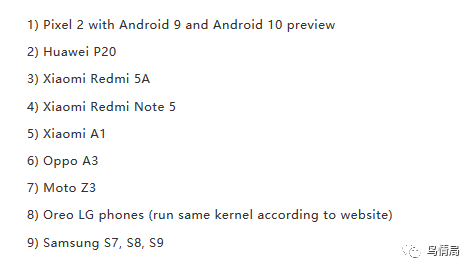 1) Pixel 2 with Android 9 and Android 10 preview
2) Huawei P20
3) Xiaomi Redmi 5A
4) Xiaomi Redmi Note 5
5) Xiaomi A1
6) Oppo A3
7) Moto Z3
8) Oreo LG phones (run same kernel according to website)
9) Samsung S7, S8, S9
鸟情局